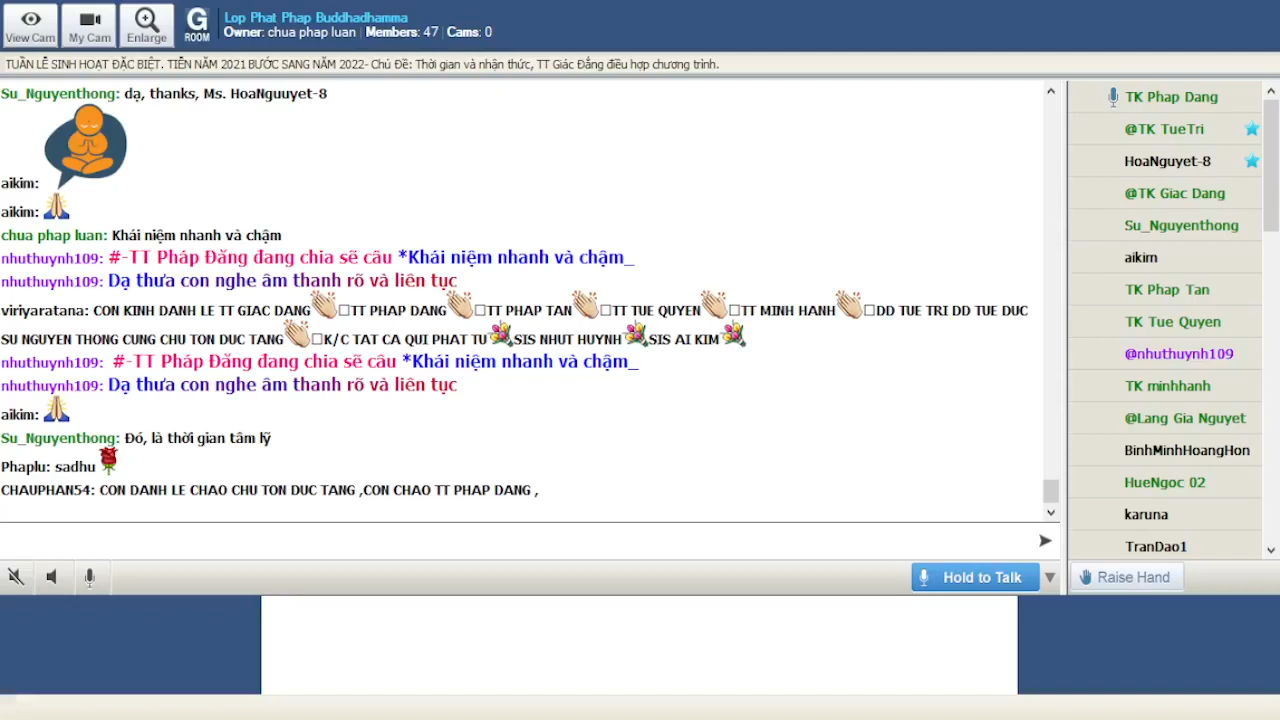 View Cam
My Cam
Enlarge
G
ROOM
Lop Phat Phap Buddhadhamma
Owner: chua phap luan | Members: 47 | Cams: 0
TUẦN LỄ SINH HOẠT ĐẶC BIỆT. TIỄN NĂM 2021 BƯỚC SANG NĂM 2022- Chủ Đề: Thời gian và nhận thức, TT Giác Đẳng điều hợp chương trình.
Su_Nguyenthong: dạ, thanks, Ms. HoaNguuyet-8
aikim:
aikim:
chua phap luan: Khái niệm nhanh và chậm
nhuthuynh109: #-TT Pháp Đăng đang chia sẽ câu *Khái niệm nhanh và chậm_
nhuthuynh109: Dạ thưa con nghe âm thanh rõ và liên tục
viriyaratana: CON KINH DANH LE TT GIAC DANG TT PHAP DANG TT PHAP TAN TT TUE QUYEN TT MINH HANH DD TUE TRI DD TUE DUC
SU NGUYEN THONG CUNG CHU TON DUC TANG K/C TAT CA QUI PHAT TU SIS NHUT HUYNH SIS AI KIM
nhuthuynh109: #-TT Pháp Đăng đang chia sẽ câu *Khái niệm nhanh và chậm_
nhuthuynh109: Dạ thưa con nghe âm thanh rõ và liên tục
aikim:
Su_Nguyenthong: Đó, là thời gian tâm lỹ
Phaplu: sadhu
CHAUPHAN54: CON DANH LE CHAO CHU TON DUC TANG ,CON CHAO TT PHAP DANG ,
TK Phap Dang
@TK TueTri
HoaNguyet-8
@TK Giac Dang
Su_Nguyenthong
aikim
TK Phap Tan
TK Tue Quyen
@nhuthuynh109
TK minhhanh
@Lang Gia Nguyet
BinhMinhHoangHon
HueNgoc 02
karuna
TranDao1
Hold to Talk
Raise Hand